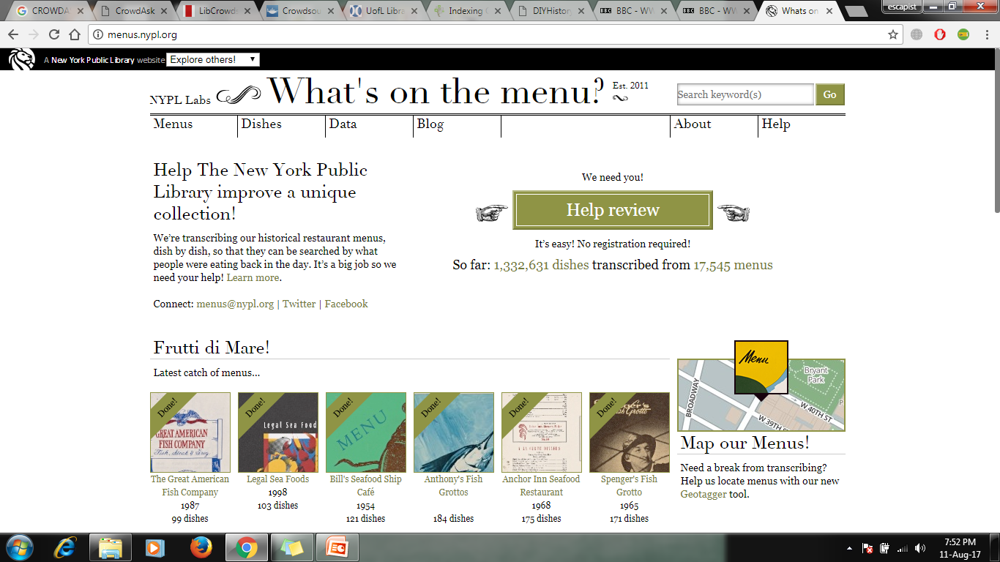 CROWDA
CrowdAsk
LibCrowds
Crowdsou
UofL Libra
Indexing
DIYHistory
BBC - WW
BBC - WW
Whats on
escapist
menus.nypl.org
A New York Public Library website
Explore others!
NYPL Labs
What's on the menu?
Est. 2011
Search keyword(s)
Go
Menus
Dishes
Data
Blog
About
Help
Help The New York Public
Library improve a unique
collection!
We're transcribing our historical restaurant menus,
dish by dish, so that they can be searched by what
people were eating back in the day. It's a big job so we
need your help! Learn more.
Connect: menus@nypl.org | Twitter | Facebook
We need you!
Help review
It's easy! No registration required!
So far: 1,332,631 dishes transcribed from 17,545 menus
Frutti di Mare!
Latest catch of menus...
Done!
GREAT AMERICAN
FISH COMPANY
Fish, Steak & Grog
The Great American
Fish Company
1987
99 dishes
Done!
Legal Sea Food
Legal Sea Foods
1998
103 dishes
Done!
MENU
Bill's Seafood Ship
Café
1954
121 dishes
Done!
Anthony's Fish
Grottos
184 dishes
Done!
Anchor Inn Seafood
Restaurant
1968
175 dishes
Done!
Spenger's Fish
Grotto
1965
171 dishes
Menu
BROADWAY
Bryant
Park
W 40TH ST
W 39TH
Map our Menus!
Need a break from transcribing?
Help us locate menus with our new
Geotagger tool.
7:52 PM
11-Aug-17